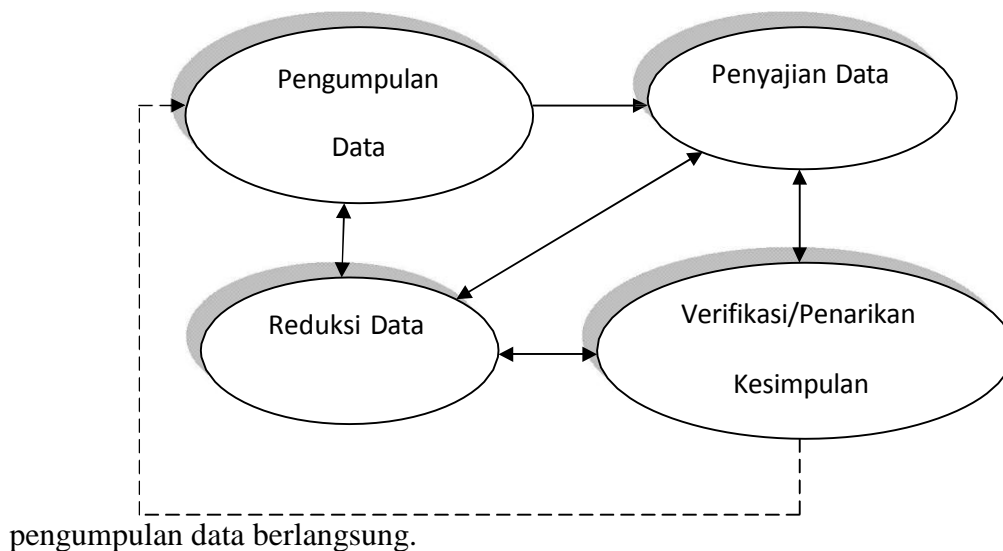 Pengumpulan
Data
Penyajian Data
Reduksi Data
Verifikasi/Penarikan
Kesimpulan
pengumpulan data berlangsung.